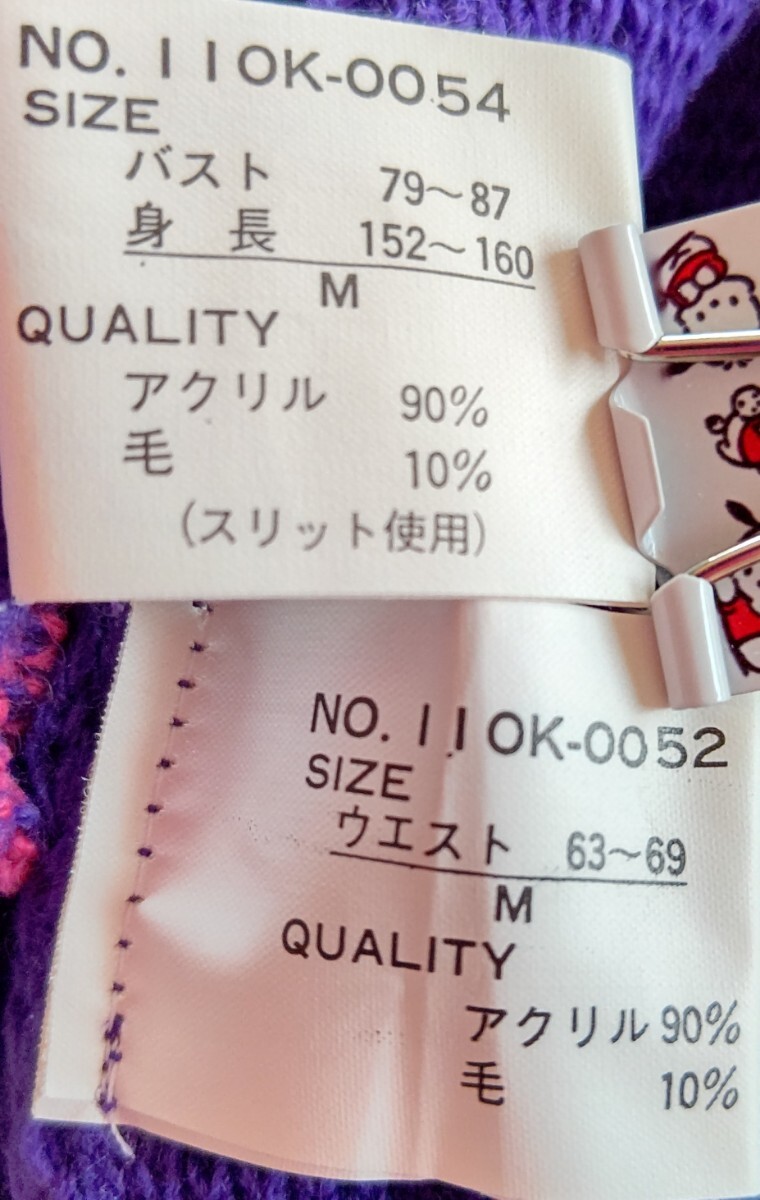 NO. 110K-0054
SIZE
バスト 79〜87
身 長 152〜160
M
QUALITY
アクリル 90%
毛 10%
(スリット使用)
NO. 110K-0052
SIZE
ウエスト 63〜69
M
QUALITY
アクリル 90%
毛 10%